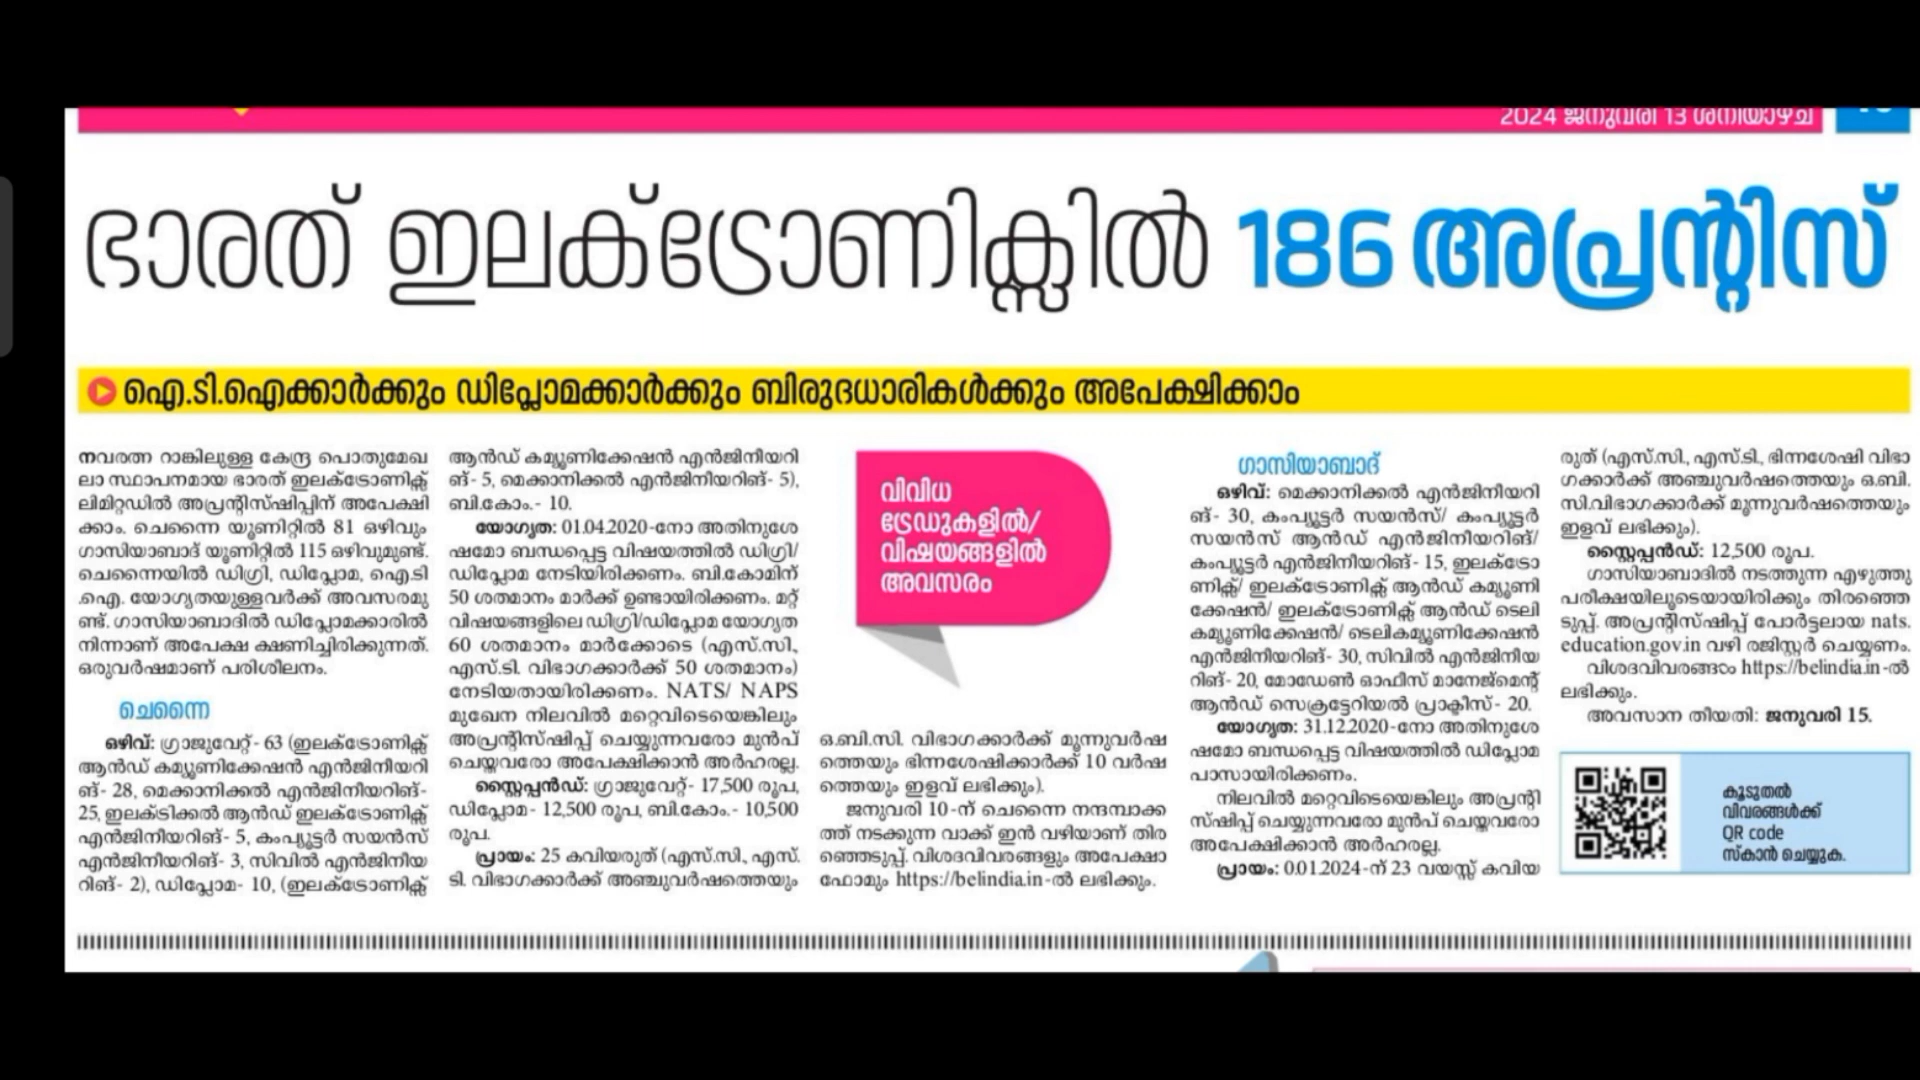 2024 ജനുവരി 13 ശനിയാഴ്ച
ഭാരത് ഇലക്ട്രോണിക്സിൽ 186 അപ്രന്റിസ്
ഐ.ടി.ഐക്കാർക്കും ഡിപ്ലോമക്കാർക്കും ബിരുദധാരികൾക്കും അപേക്ഷിക്കാം
നവരത്ന റാങ്കിലുള്ള കേന്ദ്ര പൊതുമേഖ
ലാ സ്ഥാപനമായ ഭാരത് ഇലക്ട്രോണിക്സ്
ലിമിറ്റഡിൽ അപ്രന്റിസ്ഷിപ്പിന് അപേക്ഷി
ക്കാം. ചെന്നൈ യൂണിറ്റിൽ 81 ഒഴിവും
ഗാസിയാബാദ് യൂണിറ്റിൽ 115 ഒഴിവുമുണ്ട്.
ചെന്നൈയിൽ ഡിഗ്രി, ഡിപ്ലോമ, ഐ.ടി
.ഐ. യോഗ്യതയുള്ളവർക്ക് അവസരമു
ണ്ട്. ഗാസിയാബാദിൽ ഡിപ്ലോമക്കാരിൽ
നിന്നാണ് അപേക്ഷ ക്ഷണിച്ചിരിക്കുന്നത്.
ഒരുവർഷമാണ് പരിശീലനം.
ചെന്നൈ
ഒഴിവ്: ഗ്രാജുവേറ്റ്- 63 (ഇലക്ട്രോണിക്സ്
ആൻഡ് കമ്യൂണിക്കേഷൻ എൻജിനീയറി
ങ്- 28, മെക്കാനിക്കൽ എൻജിനീയറിങ്-
25, ഇലക്ട്രിക്കൽ ആൻഡ് ഇലക്ട്രോണിക്സ്
എൻജിനീയറിങ്- 5, കംപ്യൂട്ടർ സയൻസ്
എൻജിനീയറിങ്- 3, സിവിൽ എൻജിനീയ
റിങ്- 2), ഡിപ്ലോമ- 10, (ഇലക്ട്രോണിക്സ്
ആൻഡ് കമ്യൂണിക്കേഷൻ എൻജിനീയറി
ങ്- 5, മെക്കാനിക്കൽ എൻജിനീയറിങ്- 5),
ബി.കോം.- 10.
യോഗ്യത: 01.04.2020-നോ അതിനുശേ
ഷമോ ബന്ധപ്പെട്ട വിഷയത്തിൽ ഡിഗ്രി/
ഡിപ്ലോമ നേടിയിരിക്കണം. ബി.കോമിന്
50 ശതമാനം മാർക്ക് ഉണ്ടായിരിക്കണം. മറ്റ്
വിഷയങ്ങളിലെ ഡിഗ്രി/ഡിപ്ലോമ യോഗ്യത
60 ശതമാനം മാർക്കോടെ (എസ്.സി.,
എസ്.ടി. വിഭാഗക്കാർക്ക് 50 ശതമാനം)
നേടിയതായിരിക്കണം. NATS/ NAPS
മുഖേന നിലവിൽ മറ്റെവിടെയെങ്കിലും
അപ്രന്റിസ്ഷിപ്പ് ചെയ്യുന്നവരോ മുൻപ്
ചെയ്തവരോ അപേക്ഷിക്കാൻ അർഹരല്ല.
സ്റ്റൈപ്പൻഡ്: ഗ്രാജുവേറ്റ്- 17,500 രൂപ,
ഡിപ്ലോമ- 12,500 രൂപ, ബി.കോം.- 10,500
രൂപ.
പ്രായം: 25 കവിയരുത് (എസ്.സി., എസ്.
ടി. വിഭാഗക്കാർക്ക് അഞ്ചുവർഷത്തെയും
വിവിധ
ട്രേഡുകളിൽ/
വിഷയങ്ങളിൽ
അവസരം
ഒ.ബി.സി. വിഭാഗക്കാർക്ക് മൂന്നുവർഷ
ത്തെയും ഭിന്നശേഷിക്കാർക്ക് 10 വർഷ
ത്തെയും ഇളവ് ലഭിക്കും).
ജനുവരി 10-ന് ചെന്നൈ നന്ദമ്പാക്ക
ത്ത് നടക്കുന്ന വാക്ക് ഇൻ വഴിയാണ് തിര
ഞ്ഞെടുപ്പ്. വിശദവിവരങ്ങളും അപേക്ഷാ
ഫോമും https://belindia.in-ൽ ലഭിക്കും.
ഗാസിയാബാദ്
ഒഴിവ്: മെക്കാനിക്കൽ എൻജിനീയറി
ങ്- 30, കംപ്യൂട്ടർ സയൻസ്/ കംപ്യൂട്ടർ
സയൻസ് ആൻഡ് എൻജിനീയറിങ്/
കംപ്യൂട്ടർ എൻജിനീയറിങ്- 15, ഇലക്ട്രോ
ണിക്സ്/ ഇലക്ട്രോണിക്സ് ആൻഡ് കമ്യൂണി
ക്കേഷൻ/ ഇലക്ട്രോണിക്സ് ആൻഡ് ടെലി
കമ്യൂണിക്കേഷൻ/ ടെലികമ്യൂണിക്കേഷൻ
എൻജിനീയറിങ്- 30, സിവിൽ എൻജിനീയ
റിങ്- 20, മോഡേൺ ഓഫീസ് മാനേജ്മെന്റ്
ആൻഡ് സെക്രട്ടേറിയൽ പ്രാക്ടീസ്- 20.
യോഗ്യത: 31.12.2020-നോ അതിനുശേ
ഷമോ ബന്ധപ്പെട്ട വിഷയത്തിൽ ഡിപ്ലോമ
പാസായിരിക്കണം.
നിലവിൽ മറ്റെവിടെയെങ്കിലും അപ്രന്റി
സ്ഷിപ്പ് ചെയ്യുന്നവരോ മുൻപ് ചെയ്തവരോ
അപേക്ഷിക്കാൻ അർഹരല്ല.
പ്രായം: 0.01.2024-ന് 23 വയസ്സ് കവിയ
രുത് (എസ്.സി., എസ്.ടി., ഭിന്നശേഷി വിഭാ
ഗക്കാർക്ക് അഞ്ചുവർഷത്തെയും ഒ.ബി.
സി.വിഭാഗക്കാർക്ക് മൂന്നുവർഷത്തെയും
ഇളവ് ലഭിക്കും).
സ്റ്റൈപ്പൻഡ്: 12,500 രൂപ.
ഗാസിയാബാദിൽ നടത്തുന്ന എഴുത്തു
പരീക്ഷയിലൂടെയായിരിക്കും തിരഞ്ഞെ
ടുപ്പ്. അപ്രന്റിസ്ഷിപ്പ് പോർട്ടലായ nats.
education.gov.in വഴി രജിസ്റ്റർ ചെയ്യണം.
വിശദവിവരങ്ങറം https://belindia.in-ൽ
ലഭിക്കും.
അവസാന തീയതി: ജനുവരി 15.
കൂടുതൽ
വിവരങ്ങൾക്ക്
QR code
സ്കാൻ ചെയ്യുക.